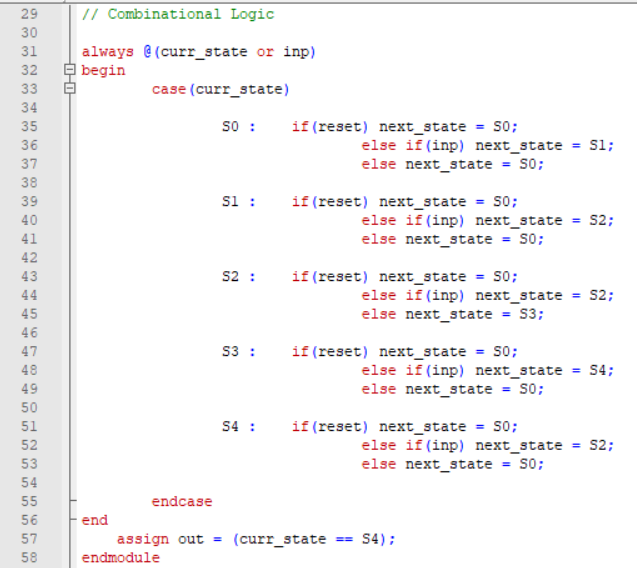 29 // Combinational Logic
30
31 always @(curr_state or inp)
32 begin
33 case(curr_state)
34
35 S0 : if(reset) next_state = S0;
36 else if(inp) next_state = S1;
37 else next_state = S0;
38
39 S1 : if(reset) next_state = S0;
40 else if(inp) next_state = S2;
41 else next_state = S0;
42
43 S2 : if(reset) next_state = S0;
44 else if(inp) next_state = S2;
45 else next_state = S3;
46
47 S3 : if(reset) next_state = S0;
48 else if(inp) next_state = S4;
49 else next_state = S0;
50
51 S4 : if(reset) next_state = S0;
52 else if(inp) next_state = S2;
53 else next_state = S0;
54
55 endcase
56 end
57 assign out = (curr_state == S4);
58 endmodule